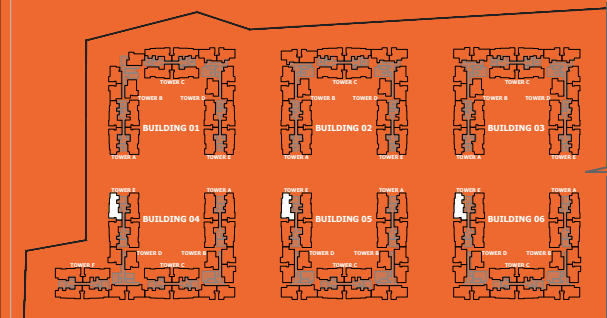 TOWER C TOWER C TOWER C
TOWER B TOWER D TOWER B TOWER D TOWER B TOWER D
BUILDING 01 BUILDING 02 BUILDING 03
TOWER A TOWER E TOWER A TOWER E TOWER A TOWER E
TOWER E TOWER A TOWER E TOWER A TOWER E TOWER A
BUILDING 04 BUILDING 05 BUILDING 06
TOWER D TOWER B TOWER D TOWER B TOWER D TOWER B
TOWER F TOWER C TOWER C TOWER C